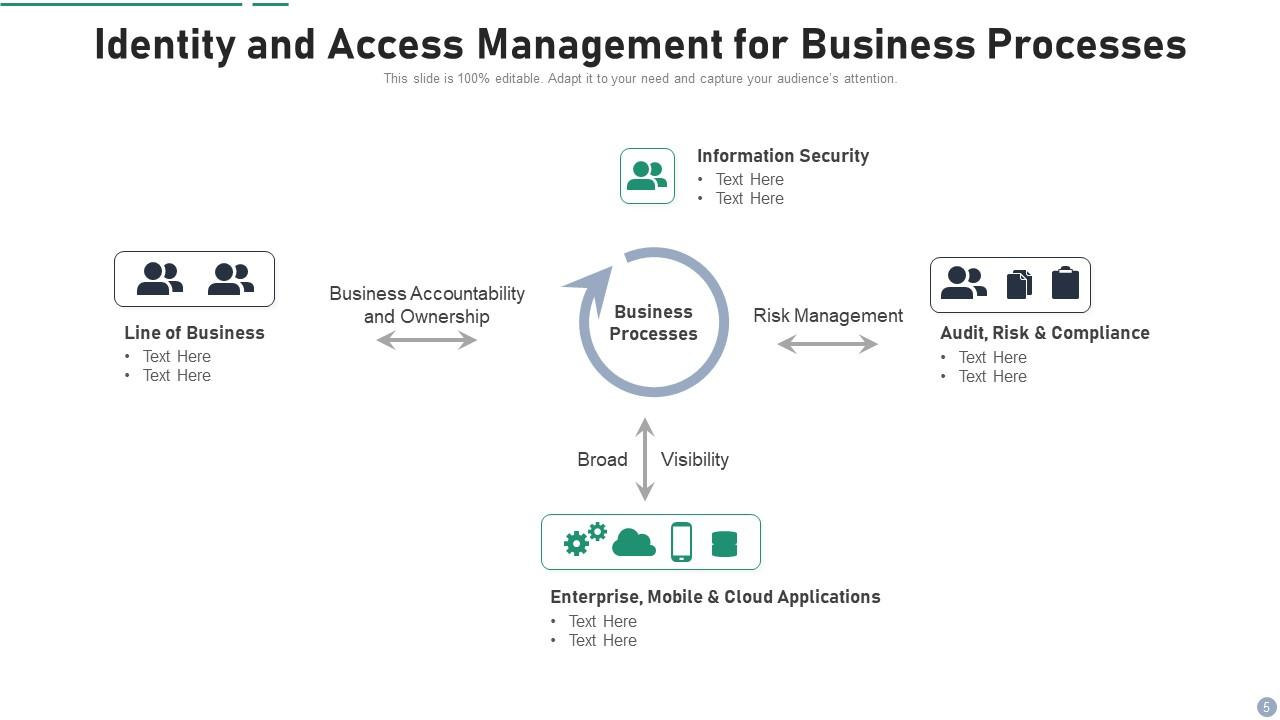 Identity and Access Management for Business Processes
This slide is 100% editable. Adapt it to your need and capture your audience's attention.
Information Security
• Text Here
• Text Here
Line of Business
• Text Here
• Text Here
Business Accountability
and Ownership
Business
Processes
Risk Management
Audit, Risk & Compliance
• Text Here
• Text Here
Broad Visibility
Enterprise, Mobile & Cloud Applications
• Text Here
• Text Here
5